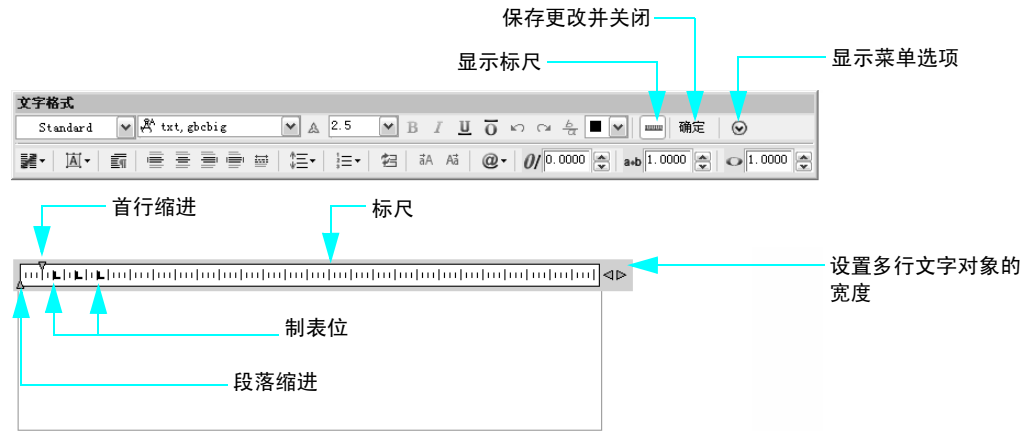 保存更改并关闭
显示标尺
显示菜单选项
文字格式
Standard txt, gbcbig A 2.5 B I U O 确定
@ 0/ 0.0000 a•b 1.0000 1.0000
首行缩进
标尺
设置多行文字对象的
宽度
制表位
段落缩进